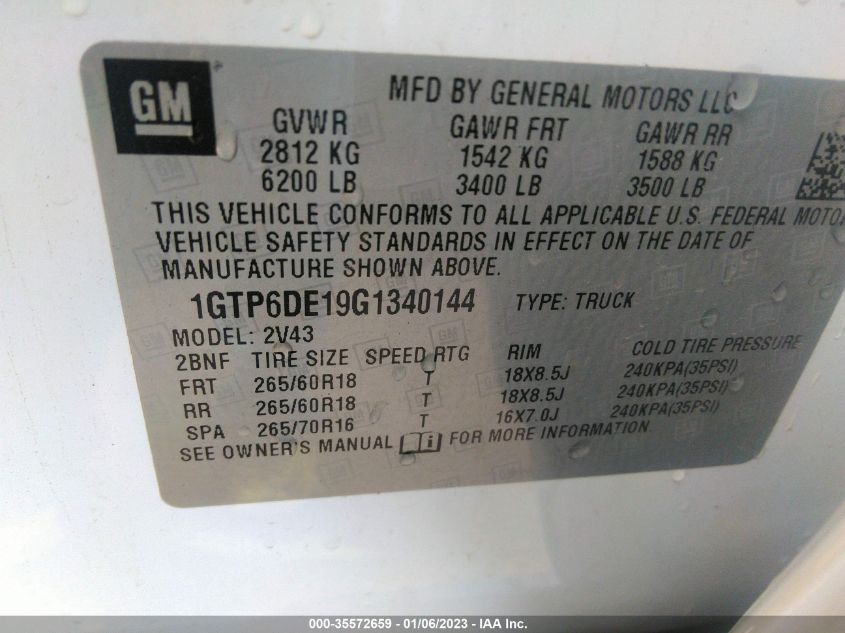 GM
MFD BY GENERAL MOTORS LLC
GVWR GAWR FRT GAWR RR
2812 KG 1542 KG 1588 KG
6200 LB 3400 LB 3500 LB
THIS VEHICLE CONFORMS TO ALL APPLICABLE U.S. FEDERAL MOTOR
VEHICLE SAFETY STANDARDS IN EFFECT ON THE DATE OF
MANUFACTURE SHOWN ABOVE.
1GTP6DE19G1340144 TYPE: TRUCK
MODEL: 2V43
2BNF TIRE SIZE SPEED RTG RIM COLD TIRE PRESSURE
FRT 265/60R18 T 18X8.5J 240KPA(35PSI)
RR 265/60R18 T 18X8.5J 240KPA(35PSI)
SPA 265/70R16 T 16X7.0J 240KPA(35PSI)
SEE OWNER'S MANUAL i FOR MORE INFORMATION.
000-35572659 - 01/06/2023 - IAA Inc.